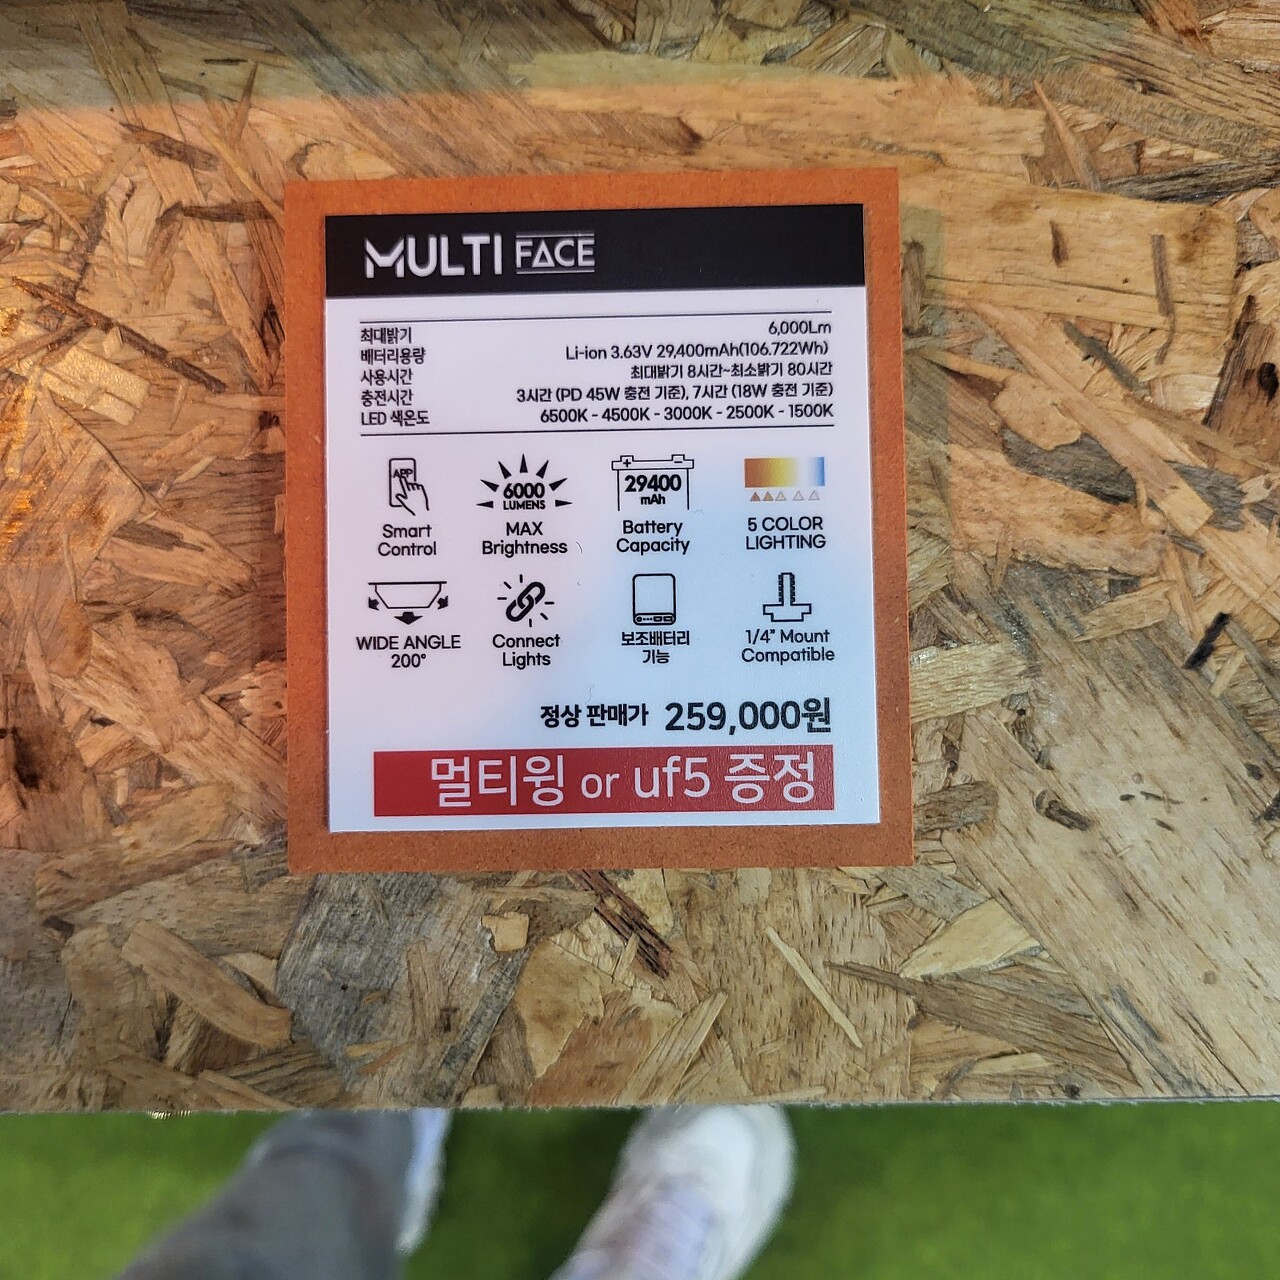 MULTI FACE
최대밝기 6,000Lm
배터리용량 Li-ion 3.63V 29,400mAh(106.722Wh)
사용시간 최대밝기 8시간~최소밝기 80시간
충전시간 3시간 (PD 45W 충전 기준), 7시간 (18W 충전 기준)
LED 색온도 6500K - 4500K - 3000K - 2500K - 1500K
APP
Smart
Control
6000
LUMENS
MAX
Brightness
29400
mAh
Battery
Capacity
5 COLOR
LIGHTING
WIDE ANGLE
200°
Connect
Lights
보조배터리
기능
1/4" Mount
Compatible
정상 판매가 259,000원
멀티윙 or uf5 증정